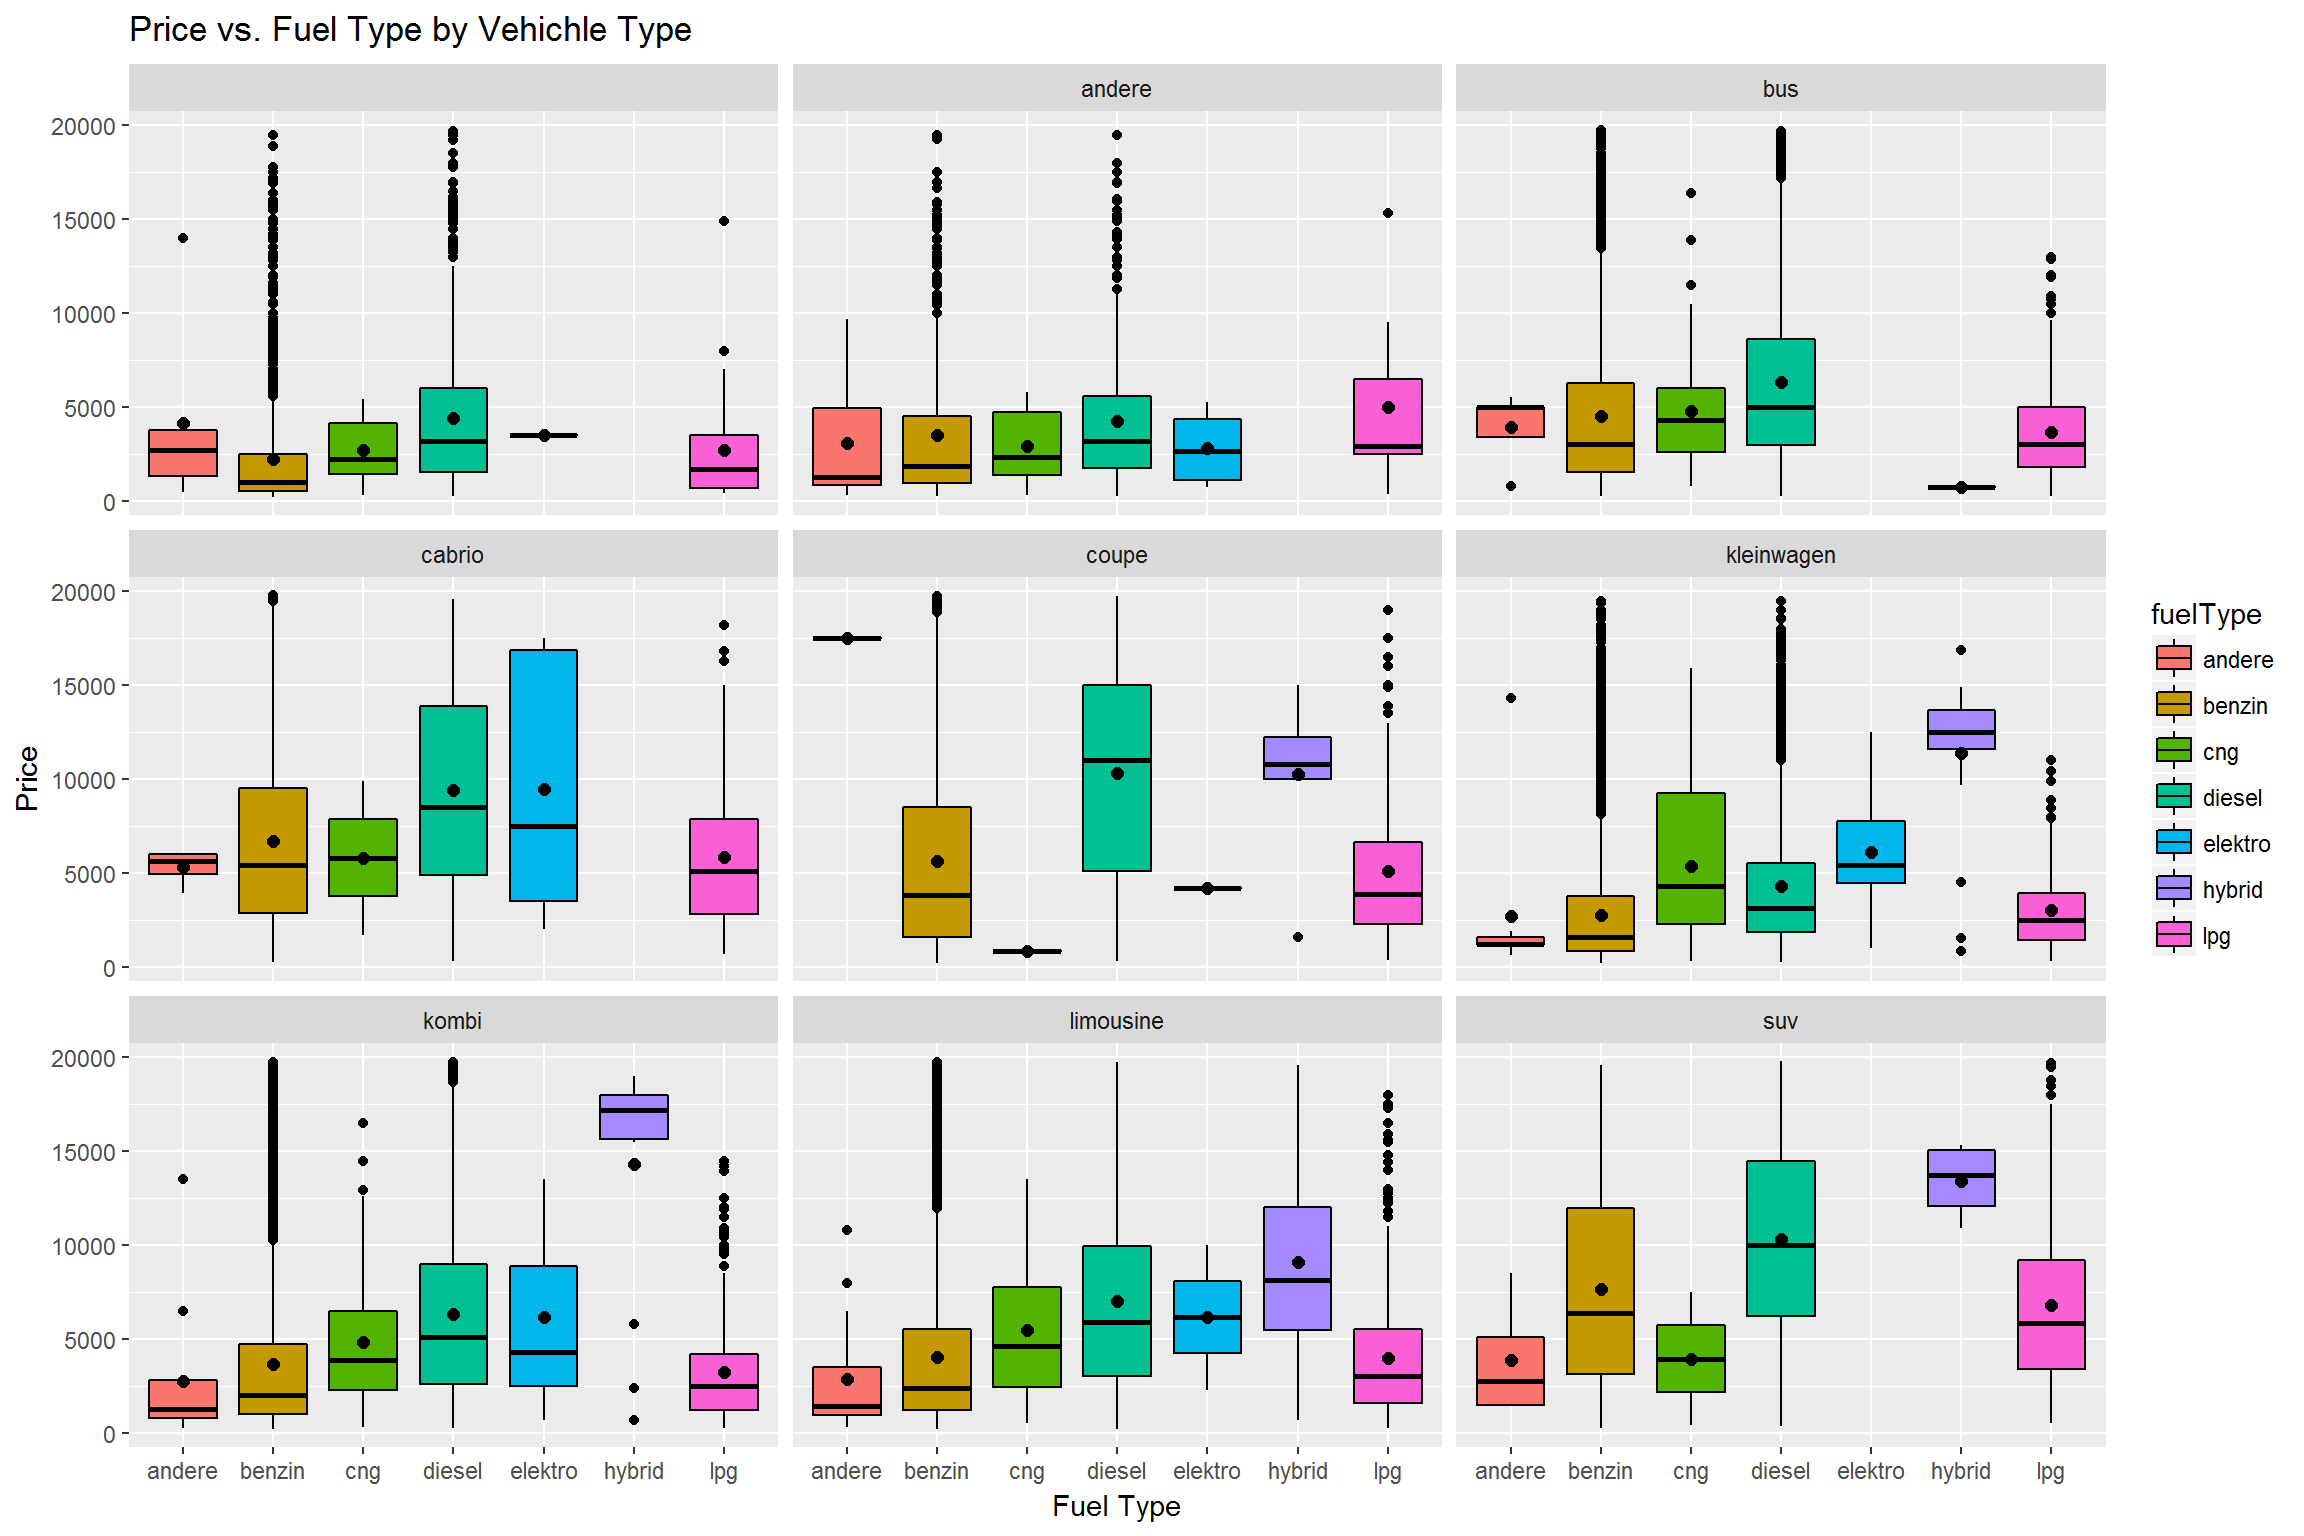 Price vs. Fuel Type by Vehichle Type
andere
bus
20000
15000
10000
5000
0
cabrio
coupe
kleinwagen
20000
15000
10000
5000
0
kombi
limousine
suv
20000
15000
10000
5000
0
andere benzin cng diesel elektro hybrid lpg
andere benzin cng diesel elektro hybrid lpg
andere benzin cng diesel elektro hybrid lpg
Fuel Type
Price
fuelType
andere
benzin
cng
diesel
elektro
hybrid
lpg